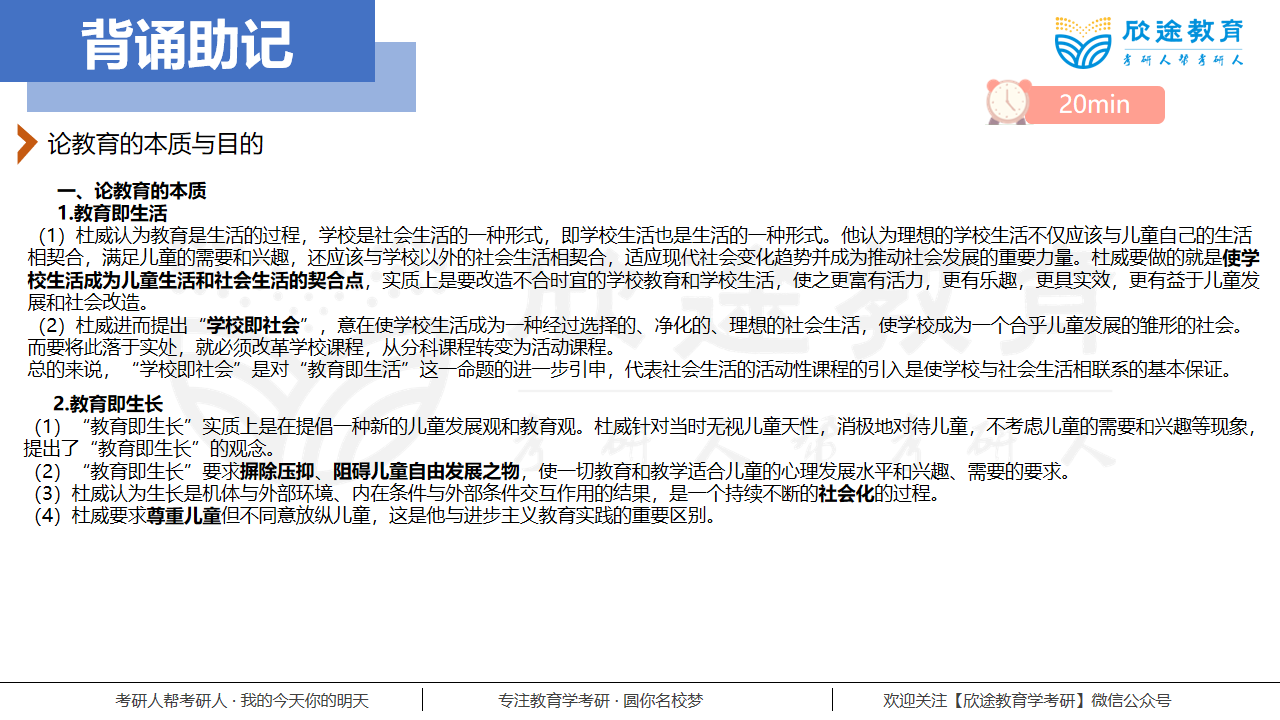 背诵助记
欣途教育
考研人帮考研人
20min
论教育的本质与目的
一、论教育的本质
1.教育即生活
（1）杜威认为教育是生活的过程，学校是社会生活的一种形式，即学校生活也是生活的一种形式。他认为理想的学校生活不仅应该与儿童自己的生活
相契合，满足儿童的需要和兴趣，还应该与学校以外的社会生活相契合，适应现代社会变化趋势并成为推动社会发展的重要力量。杜威要做的就是使学
校生活成为儿童生活和社会生活的契合点，实质上是要改造不合时宜的学校教育和学校生活，使之更富有活力，更有乐趣，更具实效，更有益于儿童发
展和社会改造。
（2）杜威进而提出“学校即社会”，意在使学校生活成为一种经过选择的、净化的、理想的社会生活，使学校成为一个合乎儿童发展的雏形的社会。
而要将此落于实处，就必须改革学校课程，从分科课程转变为活动课程。
总的来说，“学校即社会”是对“教育即生活”这一命题的进一步引申，代表社会生活的活动性课程的引入是使学校与社会生活相联系的基本保证。
2.教育即生长
（1）“教育即生长”实质上是在提倡一种新的儿童发展观和教育观。杜威针对当时无视儿童天性，消极地对待儿童，不考虑儿童的需要和兴趣等现象，
提出了“教育即生长”的观念。
（2）“教育即生长”要求摒除压抑、阻碍儿童自由发展之物，使一切教育和教学适合儿童的心理发展水平和兴趣、需要的要求。
（3）杜威认为生长是机体与外部环境、内在条件与外部条件交互作用的结果，是一个持续不断的社会化的过程。
（4）杜威要求尊重儿童但不同意放纵儿童，这是他与进步主义教育实践的重要区别。
欣途教育
考研人帮考研人
考研人帮考研人 · 我的今天你的明天
专注教育学考研 · 圆你名校梦
欢迎关注【欣途教育学考研】微信公众号